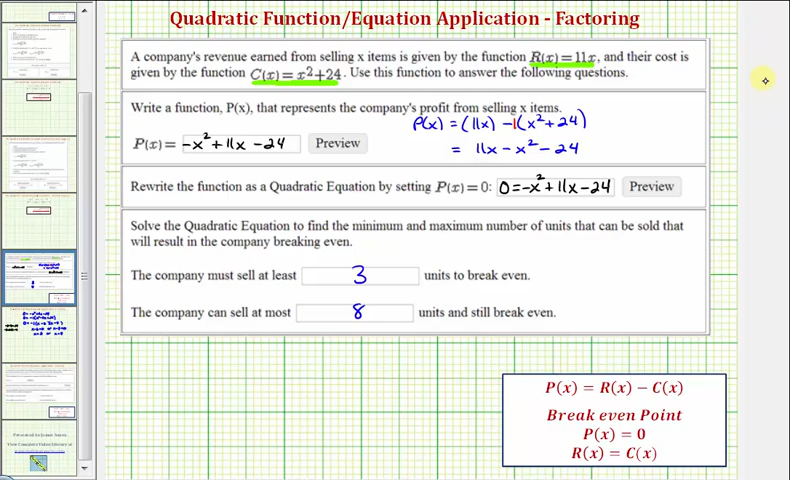 Quadratic Function/Equation Application - Factoring
A company's revenue earned from selling x items is given by the function R(x) = 11x, and their cost is
given by the function C(x) = x²+24. Use this function to answer the following questions.
Write a function, P(x), that represents the company's profit from selling x items.
P(x) = (11x) -1(x²+24)
P(x) = -x²+11x-24 Preview
= 11x - x² - 24
Rewrite the function as a Quadratic Equation by setting P(x)=0: 0=-x²+11x-24 Preview
Solve the Quadratic Equation to find the minimum and maximum number of units that can be sold that
will result in the company breaking even.
The company must sell at least 3 units to break even.
The company can sell at most 8 units and still break even.
P(x) = R(x) − C(x)
Break even Point
P(x) = 0
R(x) = C(x)